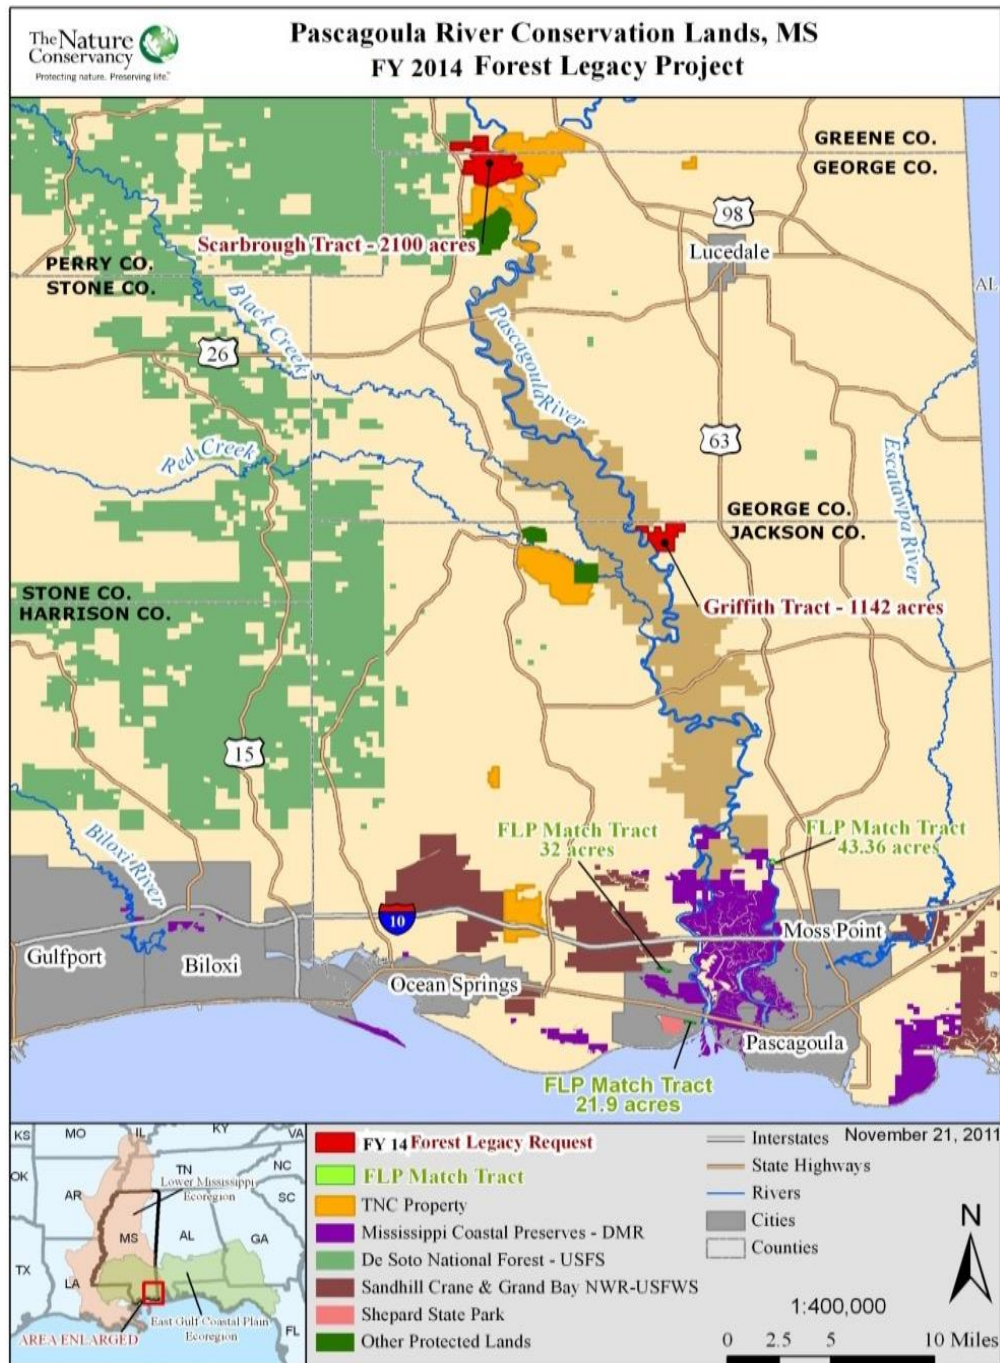 The Nature
Conservancy
Protecting nature. Preserving life.™
Pascagoula River Conservation Lands, MS
FY 2014 Forest Legacy Project
GREENE CO.
GEORGE CO.
98
Lucedale
Scarbrough Tract - 2100 acres
PERRY CO.
STONE CO.
AL
Black Creek
Pascagoula River
26
63
Red Creek
Escatawpa River
GEORGE CO.
JACKSON CO.
STONE CO.
HARRISON CO.
Griffith Tract - 1142 acres
15
FLP Match Tract
32 acres
FLP Match Tract
43.36 acres
Biloxi River
10
Gulfport
Biloxi
Ocean Springs
Moss Point
Pascagoula
FLP Match Tract
21.9 acres
KS
MO
IL
KY
VA
OK
AR
TN
NC
Lower Mississippi
Ecoregion
SC
MS
AL
GA
TX
LA
East Gulf Coastal Plain
Ecoregion
FL
AREA ENLARGED
FY 14 Forest Legacy Request
FLP Match Tract
TNC Property
Mississippi Coastal Preserves - DMR
De Soto National Forest - USFS
Sandhill Crane & Grand Bay NWR-USFWS
Shepard State Park
Other Protected Lands
Interstates
State Highways
Rivers
Cities
Counties
November 21, 2011
N
1:400,000
0 2.5 5 10 Miles